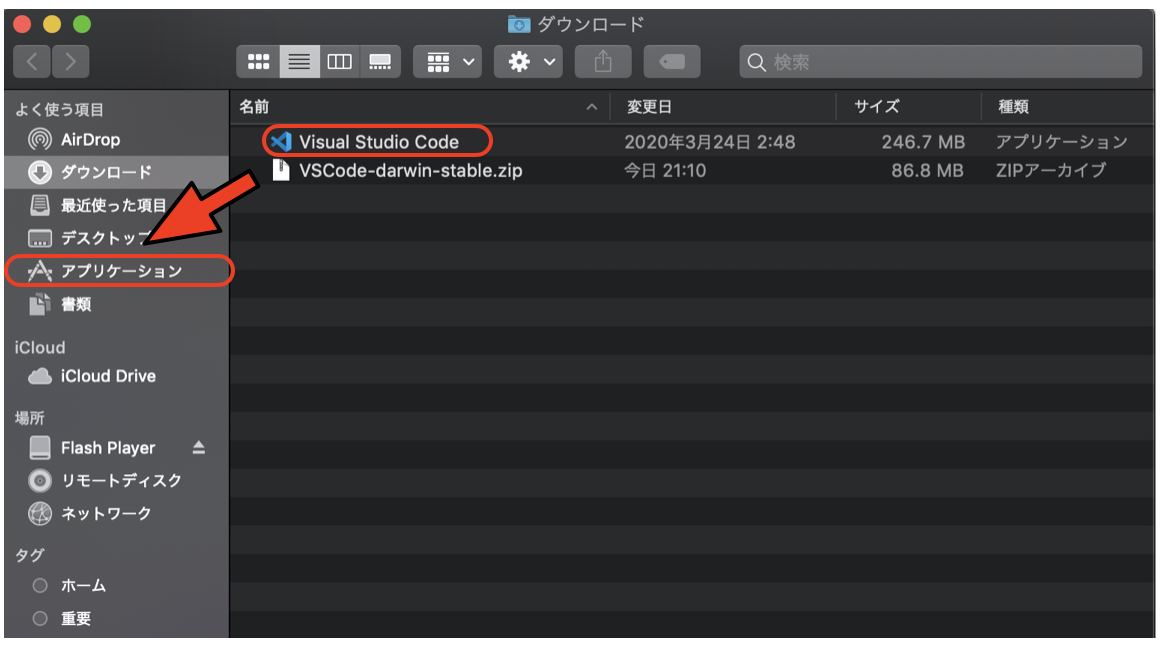 ダウンロード
検索
よく使う項目
AirDrop
ダウンロード
最近使った項目
デスクトップ
アプリケーション
書類
iCloud
iCloud Drive
場所
Flash Player
リモートディスク
ネットワーク
タグ
ホーム
重要
名前 変更日 サイズ 種類
Visual Studio Code 2020年3月24日 2:48 246.7 MB アプリケーション
VSCode-darwin-stable.zip 今日 21:10 86.8 MB ZIPアーカイブ